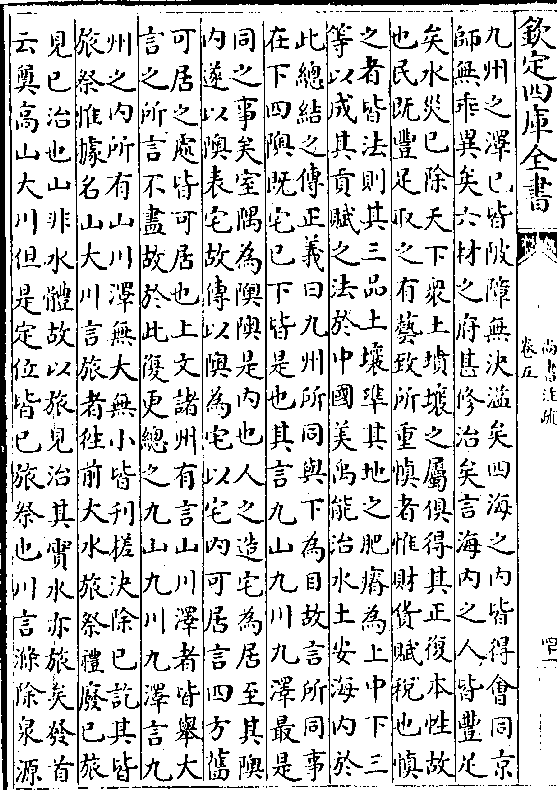 欽定四庫全書
尚書注疏
卷五
九州之澤已皆陂障無決溢矣四海之内皆得會同京
師無乖異矣六材之府甚修治矣言海内之人皆豐足
矣水災已除天下衆土墳壤之屬俱得其正復本性故
也民既豐足取之有藝致所重慎者惟財貨賦稅也慎
之者皆法則其三品土壤準其地之肥瘠為上中下三
等以成其貢賦之法於中國美禹能治水土安海内於
此總結之傳正義曰九州所同與下為目故言所同事
在下四隩既宅已下皆是也其言九山九川九澤最是
同之事矣室隅為隩隩是内也人之造宅為居至其隩
内遂以隩表宅故傳以隩為宅以宅内可居言四方舊
可居之處皆可居也上文諸州有言山川澤者皆舉大
言之所言不盡故於此復更總之九山九川九澤言九
州之内所有山川澤無大無小皆刊槎決除已訖其皆
旅祭惟據名山大川言旅者往前大水旅祭禮廢已旅
見已治也山非水體故以旅見治其實水亦旅矣發首
云奠高山大川但是定位皆已旅祭也川言滌除泉源